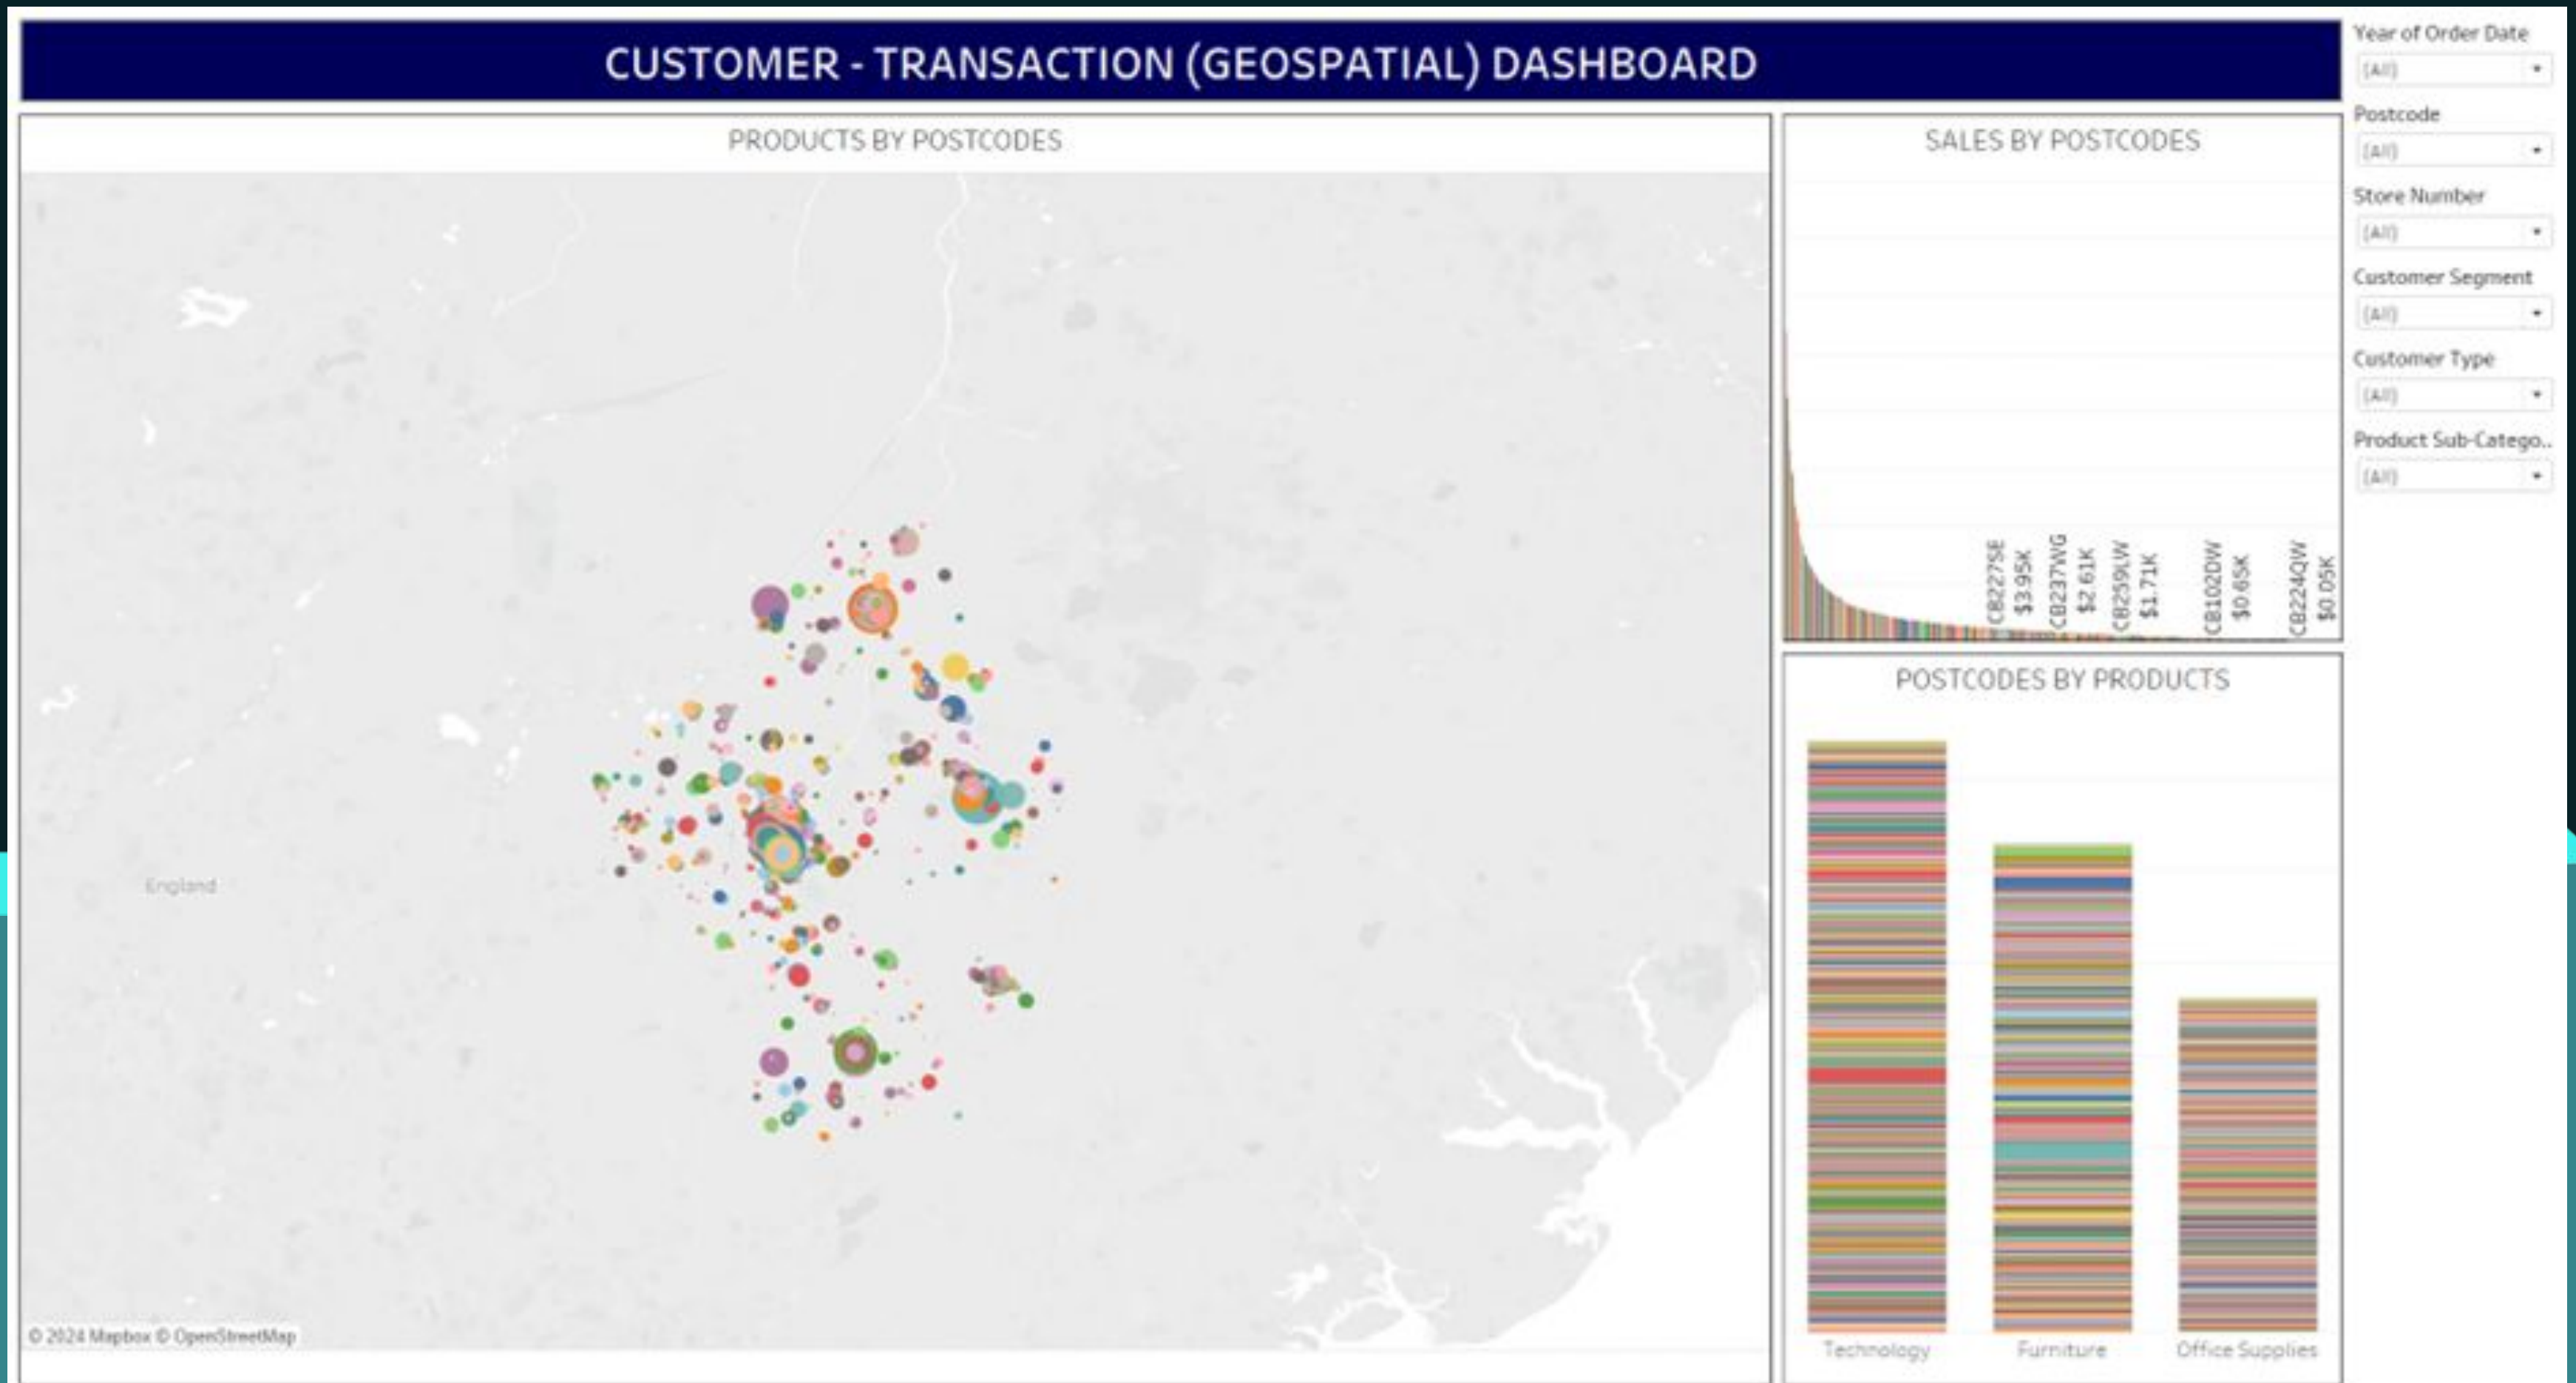 CUSTOMER - TRANSACTION (GEOSPATIAL) DASHBOARD
PRODUCTS BY POSTCODES
England
© 2024 Mapbox © OpenStreetMap
SALES BY POSTCODES
CB227SE
$3.95K
CB237WG
$2.61K
CB259LW
$1.71K
CB102DW
$0.65K
CB224QW
$0.05K
POSTCODES BY PRODUCTS
Technology
Furniture
Office Supplies
Year of Order Date
(All)
Postcode
(All)
Store Number
(All)
Customer Segment
(All)
Customer Type
(All)
Product Sub-Catego..
(All)